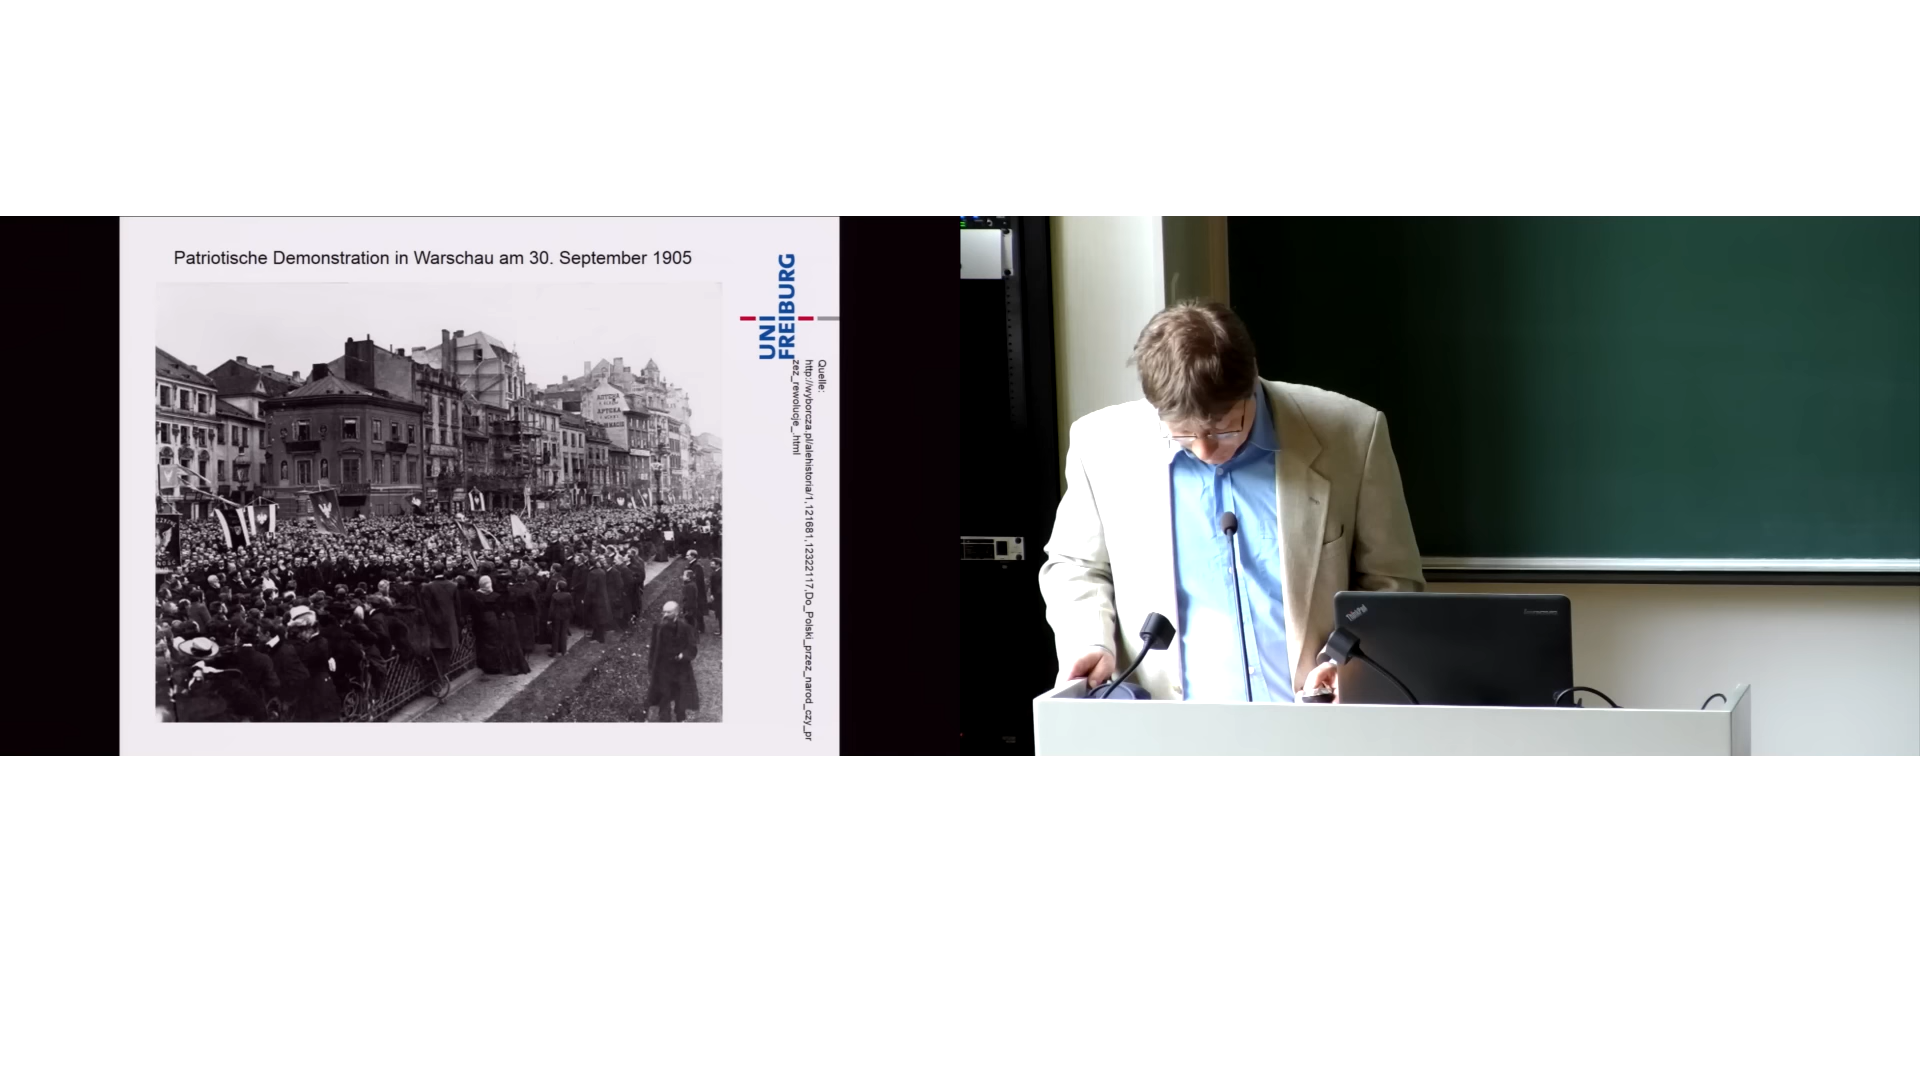 Patriotische Demonstration in Warschau am 30. September 1905
UNI
FREIBURG
Quelle:
http://wyborcza.pl/alehistoria/1,121681,12322117,Do_Polski_przez_narod_czy_pr
zez_rewolucje_.html
APTEKA
ThinkPad